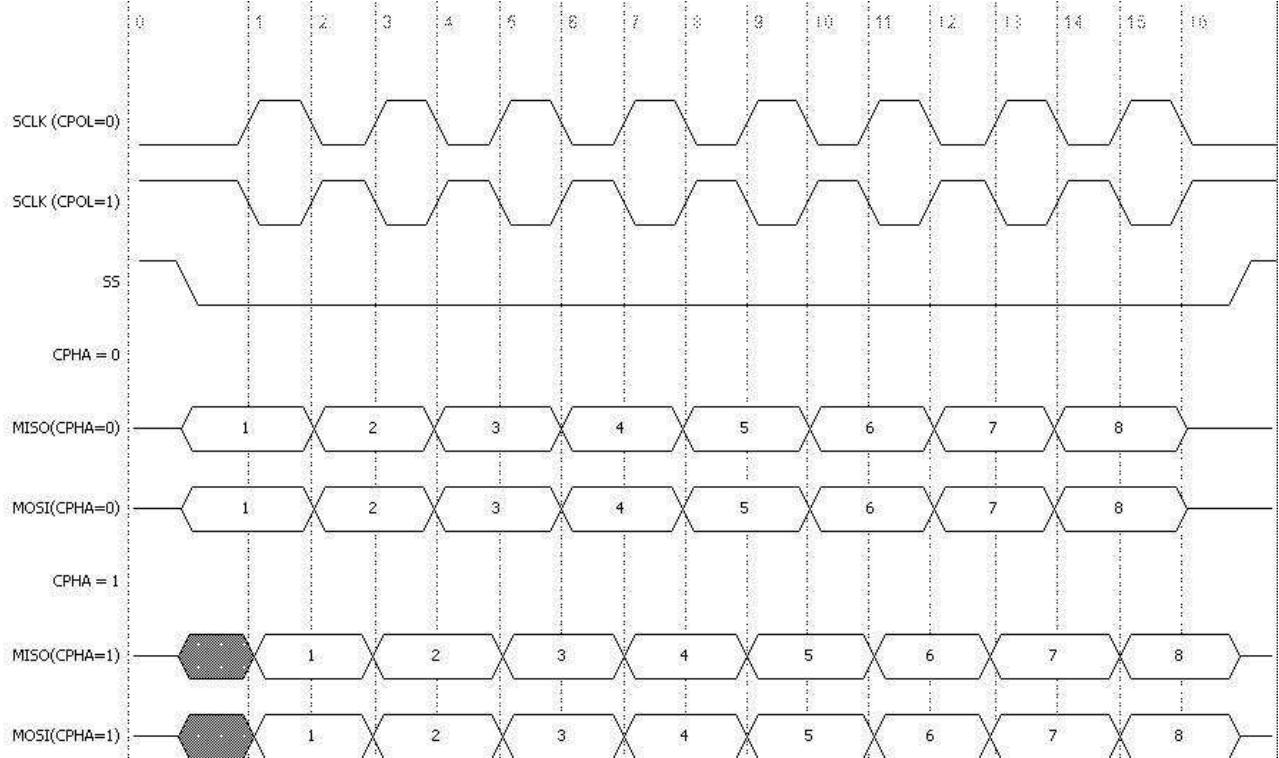 0 1 2 3 4 5 6 7 8 9 10 11 12 13 14 15 16
SCLK (CPOL=0)
SCLK (CPOL=1)
SS
CPHA = 0
MISO(CPHA=0) 1 2 3 4 5 6 7 8
MOSI(CPHA=0) 1 2 3 4 5 6 7 8
CPHA = 1
MISO(CPHA=1) 1 2 3 4 5 6 7 8
MOSI(CPHA=1) 1 2 3 4 5 6 7 8